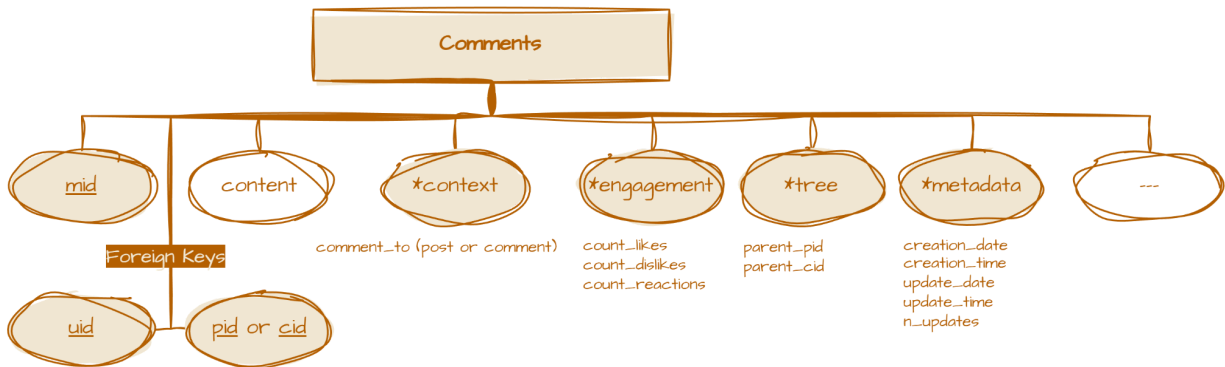 Comments
mid
content
*context
*engagement
*tree
*metadata
---
comment_to (post or comment)
count_likes
count_dislikes
count_reactions
parent_pid
parent_cid
creation_date
creation_time
update_date
update_time
n_updates
Foreign Keys
uid
pid or cid